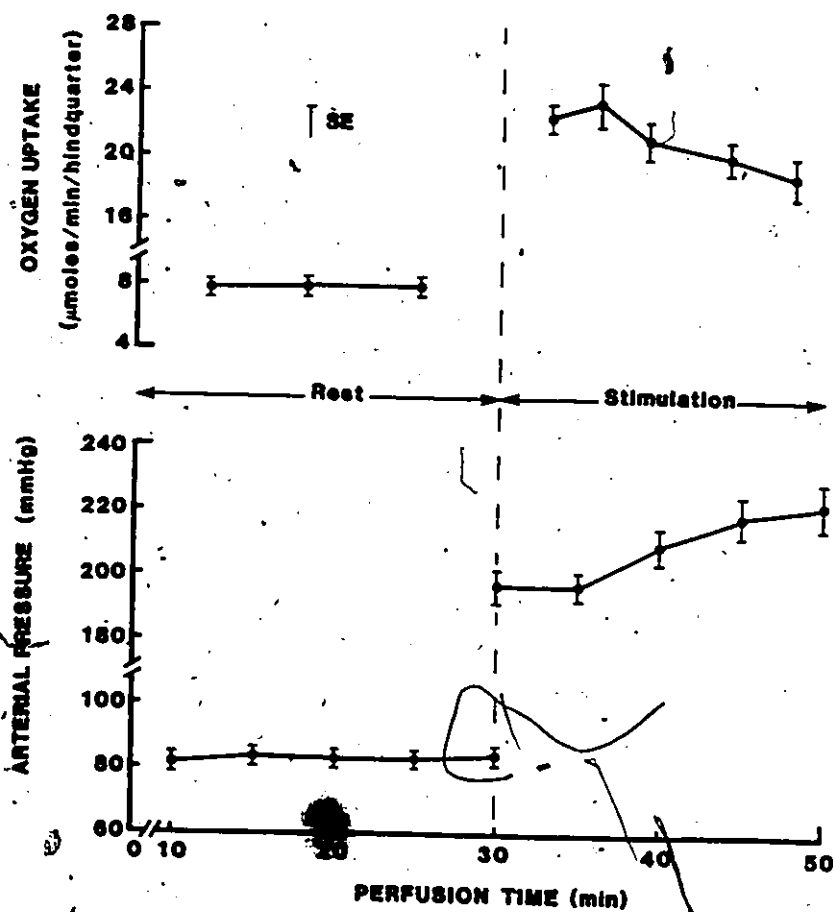 28
24
20
16
8
4
OXYGEN UPTAKE
(μmoles/min/hindquarter)
SE
Rest
Stimulation
240
220
200
180
100
80
60
ARTERIAL PRESSURE (mmHg)
0 10 20 30 40 50
PERFUSION TIME (min)